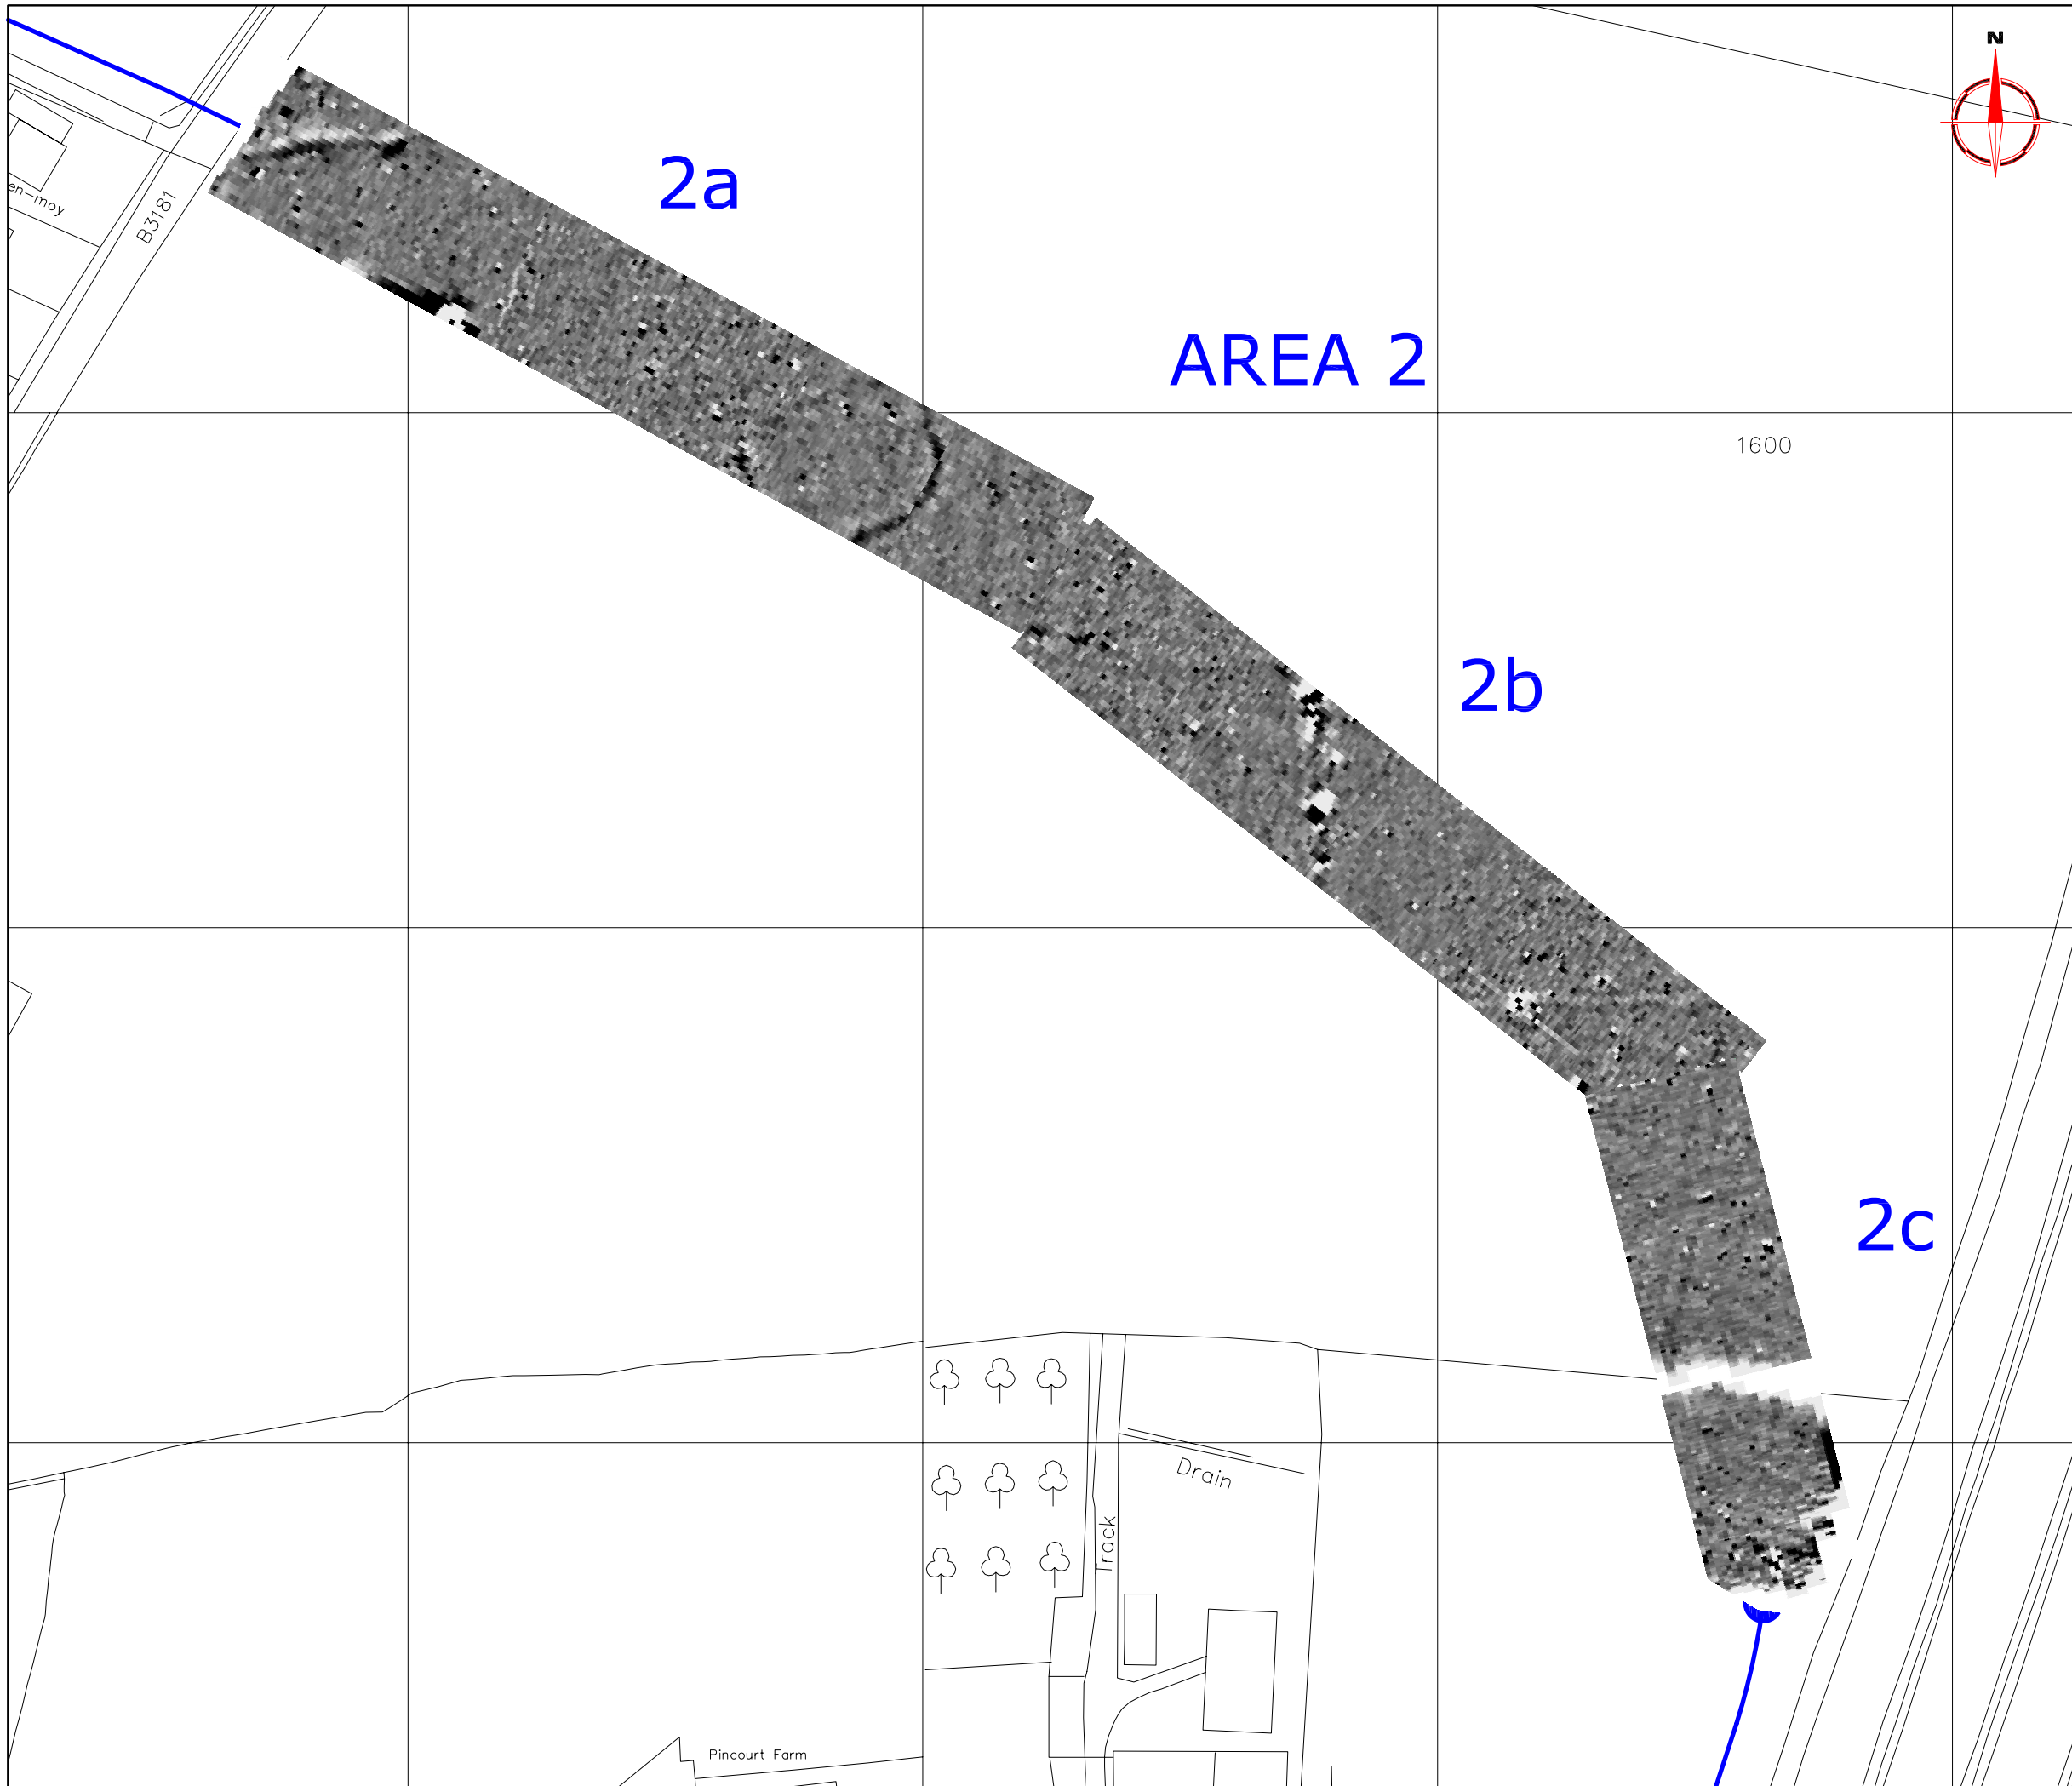 N
2a
en-moy
B3181
AREA 2
1600
2b
2c
Drain
Track
Pincourt Farm